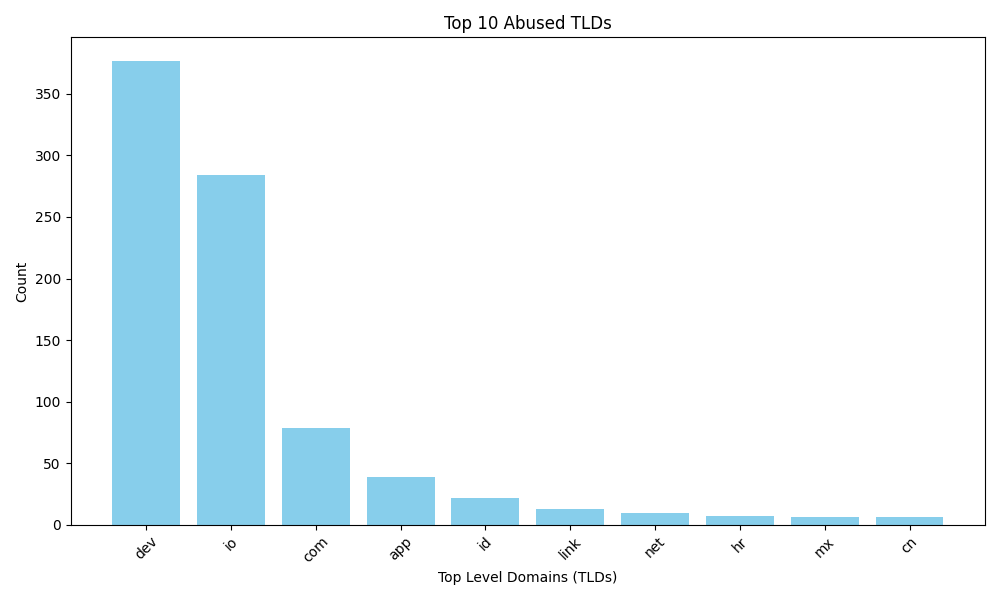 Top 10 Abused TLDs
Count
350
300
250
200
150
100
50
0
dev
io
com
app
id
link
net
hr
mx
cn
Top Level Domains (TLDs)